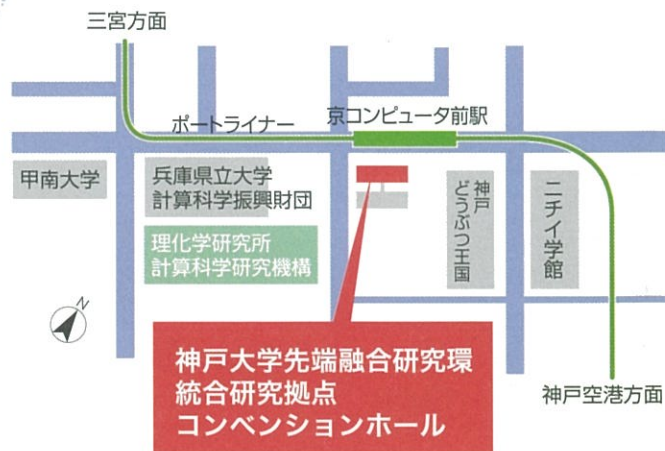 三宮方面
ポートライナー
京コンピュータ前駅
甲南大学
兵庫県立大学
計算科学振興財団
理化学研究所
計算科学研究機構
神戸
どうぶつ王国
ニチイ学館
N
神戸大学先端融合研究環
統合研究拠点
コンベンションホール
神戸空港方面